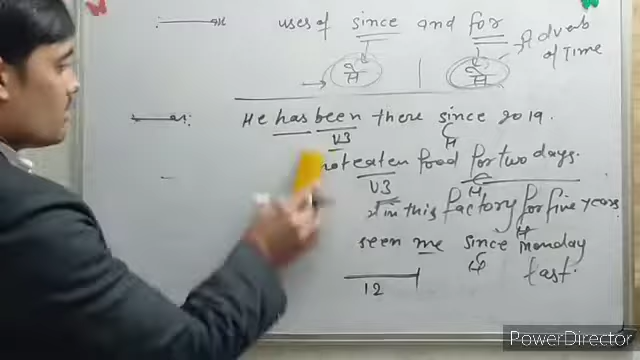 uses of since and for
से से Adverb of Time
He has been there since 2019.
V3 से
not eaten food for two days.
V3 से
in this factory for five years
से
seen me since monday last.
से
12
PowerDirector